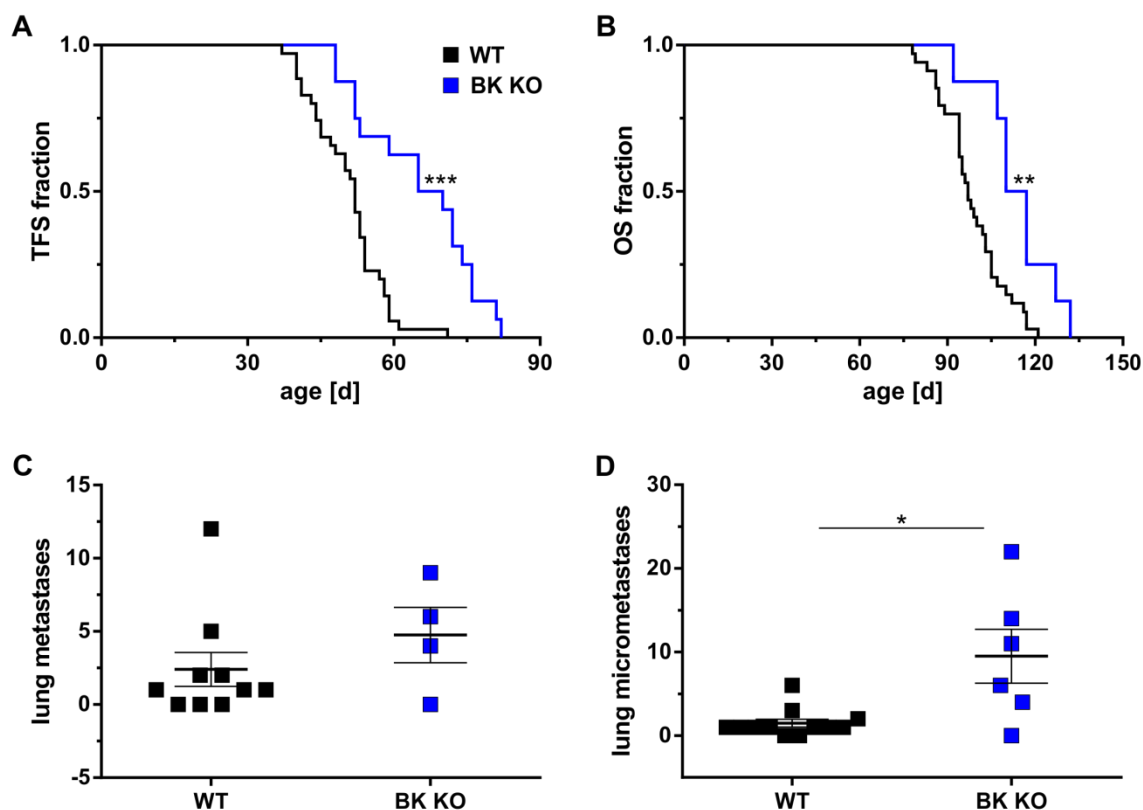 A
1.0
0.5
0.0
TFS fraction
WT
BK KO
***
0
30
60
90
age [d]
B
1.0
0.5
0.0
OS fraction
**
0
30
60
90
120
150
age [d]
C
15
10
5
0
-5
lung metastases
WT
BK KO
D
30
20
10
0
lung micrometastases
*
WT
BK KO